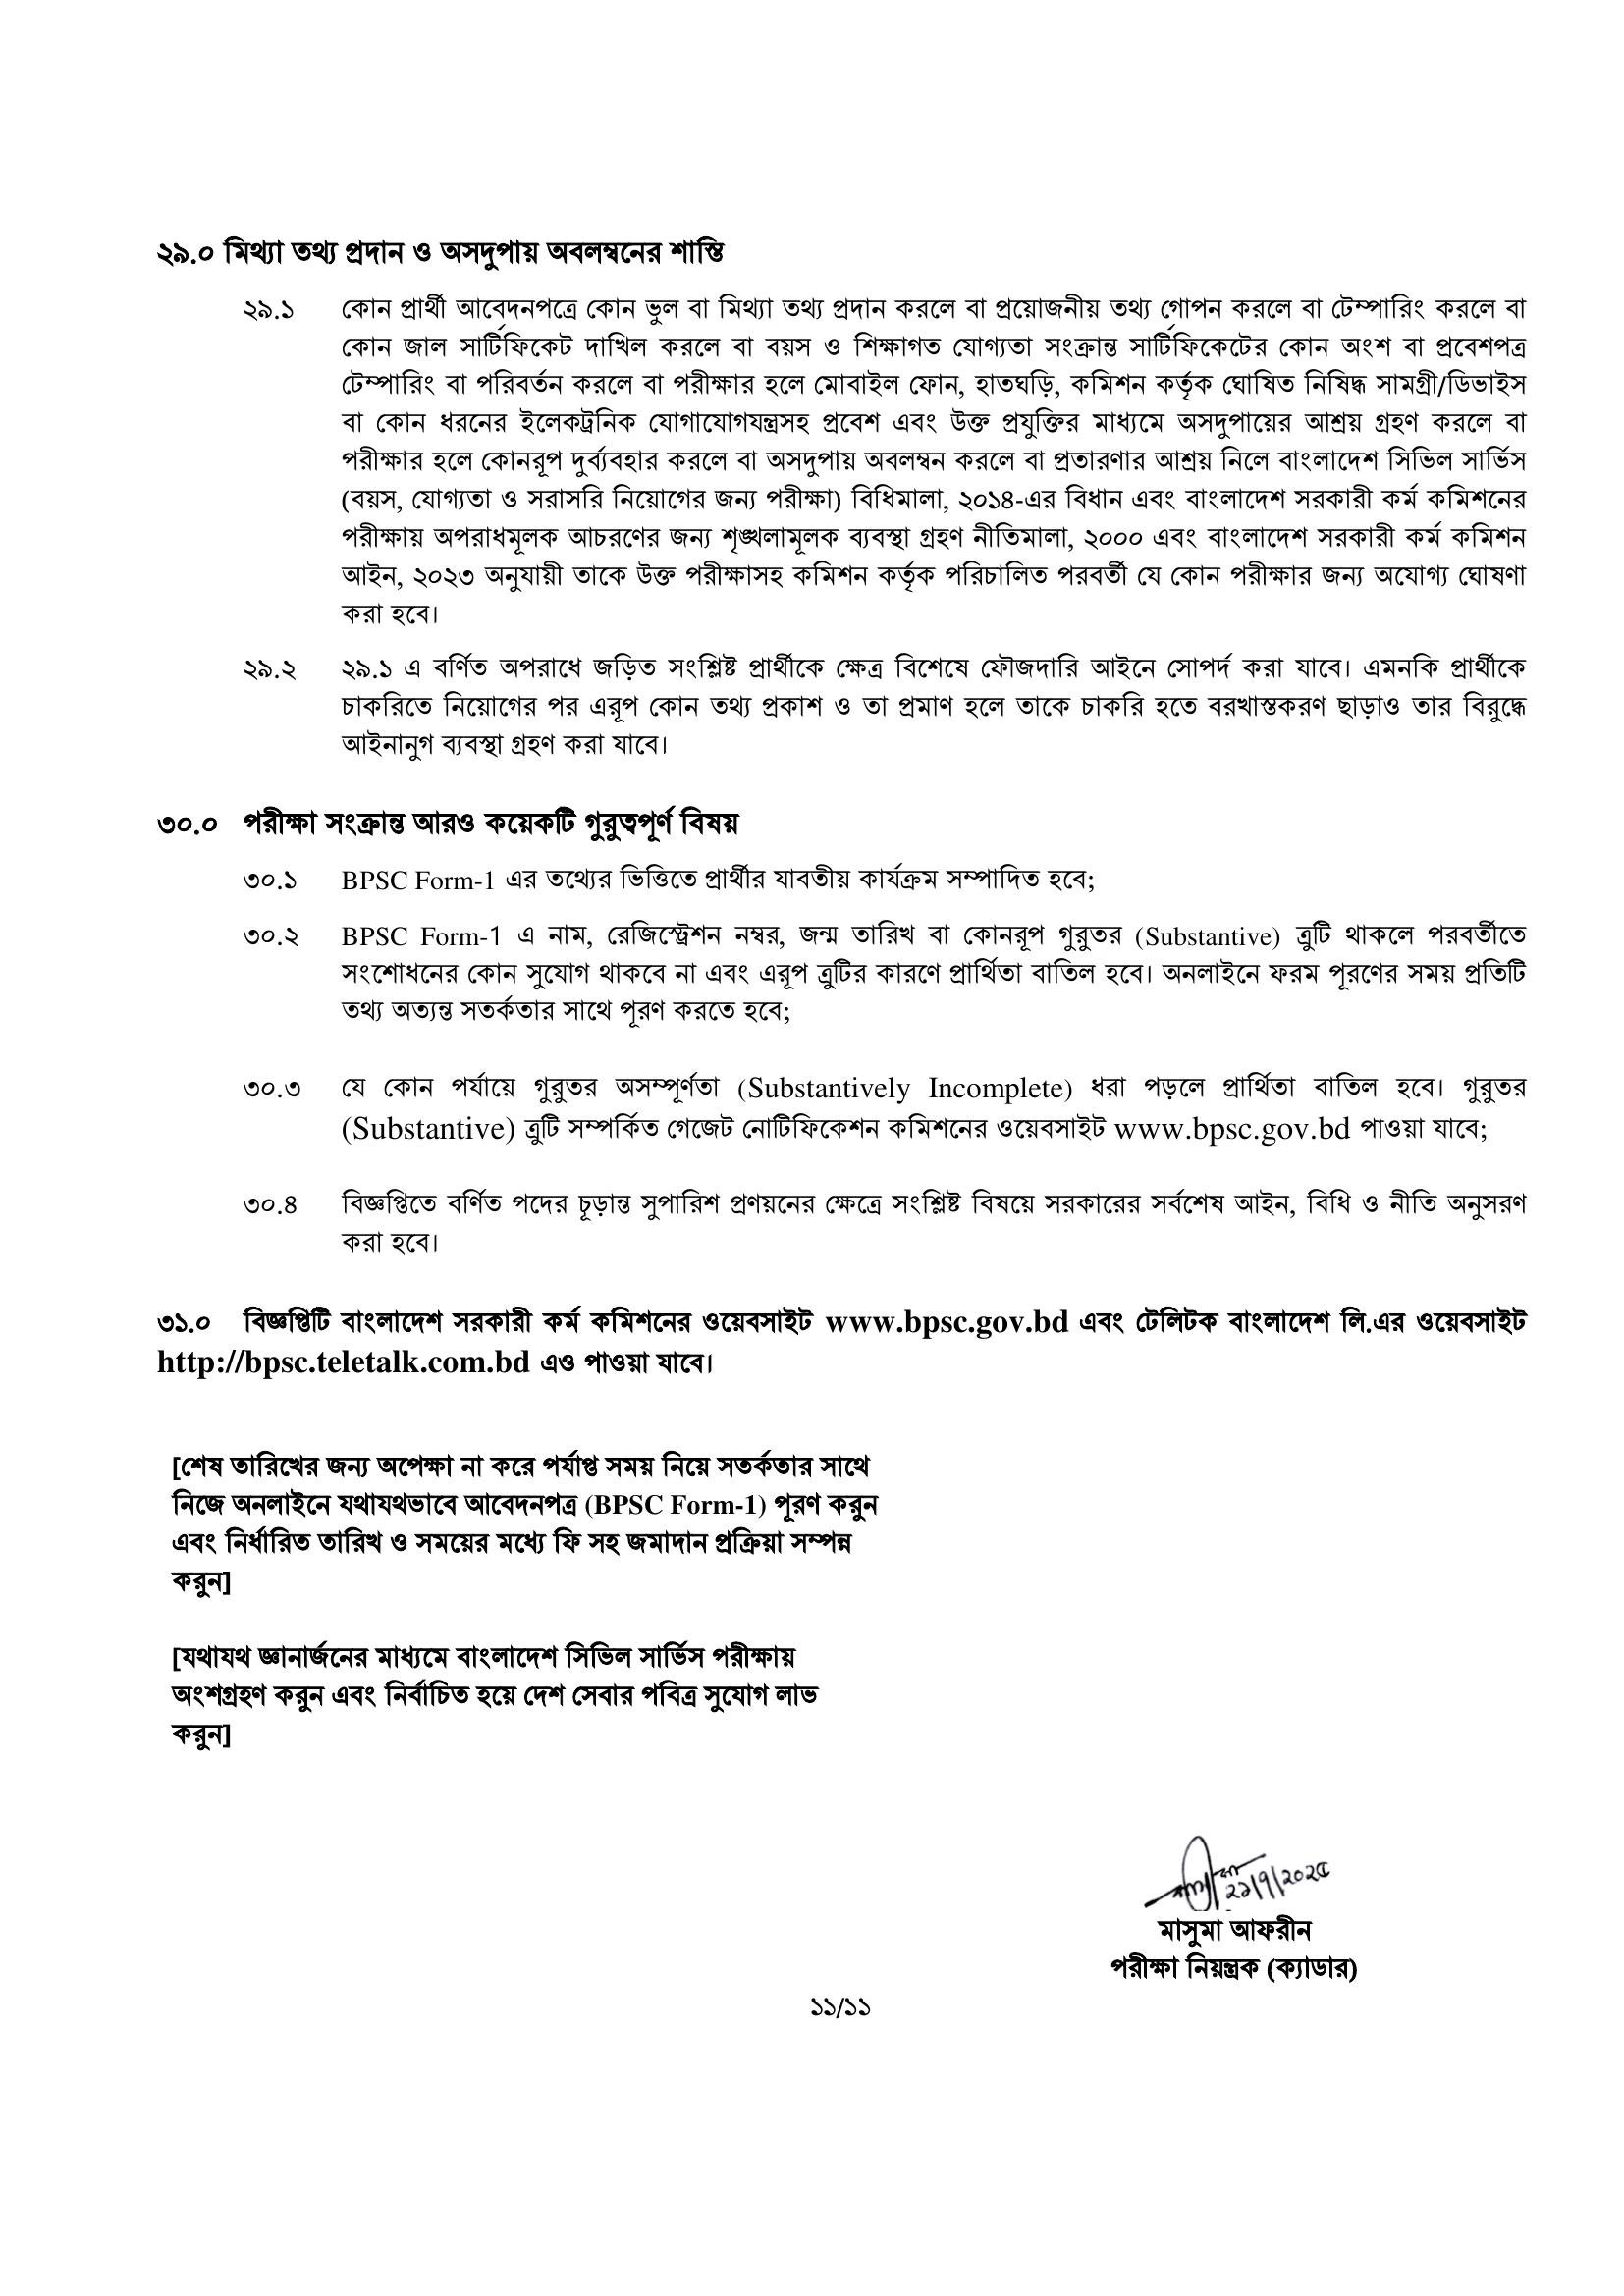 ২৯.০ মিথ্যা তথ্য প্রদান ও অসদুপায় অবলম্বনের শাস্তি
২৯.১ কোন প্রার্থী আবেদনপত্রে কোন ভুল বা মিথ্যা তথ্য প্রদান করলে বা প্রয়োজনীয় তথ্য গোপন করলে বা টেম্পারিং করলে বা
কোন জাল সার্টিফিকেট দাখিল করলে বা বয়স ও শিক্ষাগত যোগ্যতা সংক্রান্ত সার্টিফিকেটের কোন অংশ বা প্রবেশপত্র
টেম্পারিং বা পরিবর্তন করলে বা পরীক্ষার হলে মোবাইল ফোন, হাতঘড়ি, কমিশন কর্তৃক ঘোষিত নিষিদ্ধ সামগ্রী/ডিভাইস
বা কোন ধরনের ইলেকট্রনিক যোগাযোগযন্ত্রসহ প্রবেশ এবং উক্ত প্রযুক্তির মাধ্যমে অসদুপায়ের আশ্রয় গ্রহণ করলে বা
পরীক্ষার হলে কোনরূপ দুর্ব্যবহার করলে বা অসদুপায় অবলম্বন করলে বা প্রতারণার আশ্রয় নিলে বাংলাদেশ সিভিল সার্ভিস
(বয়স, যোগ্যতা ও সরাসরি নিয়োগের জন্য পরীক্ষা) বিধিমালা, ২০১৪-এর বিধান এবং বাংলাদেশ সরকারী কর্ম কমিশনের
পরীক্ষায় অপরাধমূলক আচরণের জন্য শৃঙ্খলামূলক ব্যবস্থা গ্রহণ নীতিমালা, ২০০০ এবং বাংলাদেশ সরকারী কর্ম কমিশন
আইন, ২০২৩ অনুযায়ী তাকে উক্ত পরীক্ষাসহ কমিশন কর্তৃক পরিচালিত পরবর্তী যে কোন পরীক্ষার জন্য অযোগ্য ঘোষণা
করা হবে।
২৯.২ ২৯.১ এ বর্ণিত অপরাধে জড়িত সংশ্লিষ্ট প্রার্থীকে ক্ষেত্র বিশেষে ফৌজদারি আইনে সোপর্দ করা যাবে। এমনকি প্রার্থীকে
চাকরিতে নিয়োগের পর এরূপ কোন তথ্য প্রকাশ ও তা প্রমাণ হলে তাকে চাকরি হতে বরখাস্তকরণ ছাড়াও তার বিরুদ্ধে
আইনানুগ ব্যবস্থা গ্রহণ করা যাবে।
৩০.০ পরীক্ষা সংক্রান্ত আরও কয়েকটি গুরুত্বপূর্ণ বিষয়
৩০.১ BPSC Form-1 এর তথ্যের ভিত্তিতে প্রার্থীর যাবতীয় কার্যক্রম সম্পাদিত হবে;
৩০.২ BPSC Form-1 এ নাম, রেজিস্ট্রেশন নম্বর, জন্ম তারিখ বা কোনরূপ গুরুতর (Substantive) ত্রুটি থাকলে পরবর্তীতে
সংশোধনের কোন সুযোগ থাকবে না এবং এরূপ ত্রুটির কারণে প্রার্থিতা বাতিল হবে। অনলাইনে ফরম পূরণের সময় প্রতিটি
তথ্য অত্যন্ত সতর্কতার সাথে পূরণ করতে হবে;
৩০.৩ যে কোন পর্যায়ে গুরুতর অসম্পূর্ণতা (Substantively Incomplete) ধরা পড়লে প্রার্থিতা বাতিল হবে। গুরুতর
(Substantive) ত্রুটি সম্পর্কিত গেজেট নোটিফিকেশন কমিশনের ওয়েবসাইট www.bpsc.gov.bd পাওয়া যাবে;
৩০.৪ বিজ্ঞপ্তিতে বর্ণিত পদের চূড়ান্ত সুপারিশ প্রণয়নের ক্ষেত্রে সংশ্লিষ্ট বিষয়ে সরকারের সর্বশেষ আইন, বিধি ও নীতি অনুসরণ
করা হবে।
৩১.০ বিজ্ঞপ্তিটি বাংলাদেশ সরকারী কর্ম কমিশনের ওয়েবসাইট www.bpsc.gov.bd এবং টেলিটক বাংলাদেশ লি.এর ওয়েবসাইট
http://bpsc.teletalk.com.bd এও পাওয়া যাবে।
[শেষ তারিখের জন্য অপেক্ষা না করে পর্যাপ্ত সময় নিয়ে সতর্কতার সাথে
নিজে অনলাইনে যথাযথভাবে আবেদনপত্র (BPSC Form-1) পূরণ করুন
এবং নির্ধারিত তারিখ ও সময়ের মধ্যে ফি সহ জমাদান প্রক্রিয়া সম্পন্ন
করুন]
[যথাযথ জ্ঞানার্জনের মাধ্যমে বাংলাদেশ সিভিল সার্ভিস পরীক্ষায়
অংশগ্রহণ করুন এবং নির্বাচিত হয়ে দেশ সেবার পবিত্র সুযোগ লাভ
করুন]
২১/৭/২০২৫
মাসুমা আফরীন
পরীক্ষা নিয়ন্ত্রক (ক্যাডার)
১১/১১